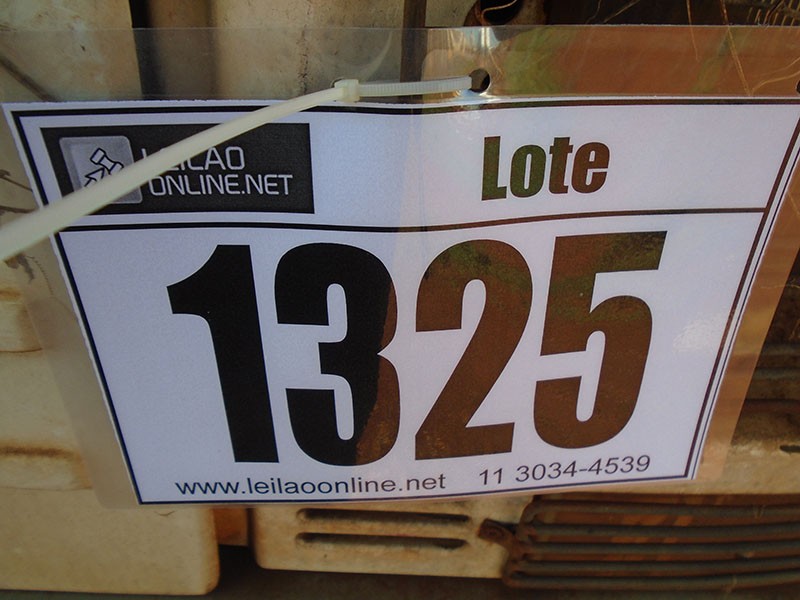 LEILAO
ONLINE.NET
Lote
1325
www.leilaoonline.net 11 3034-4539